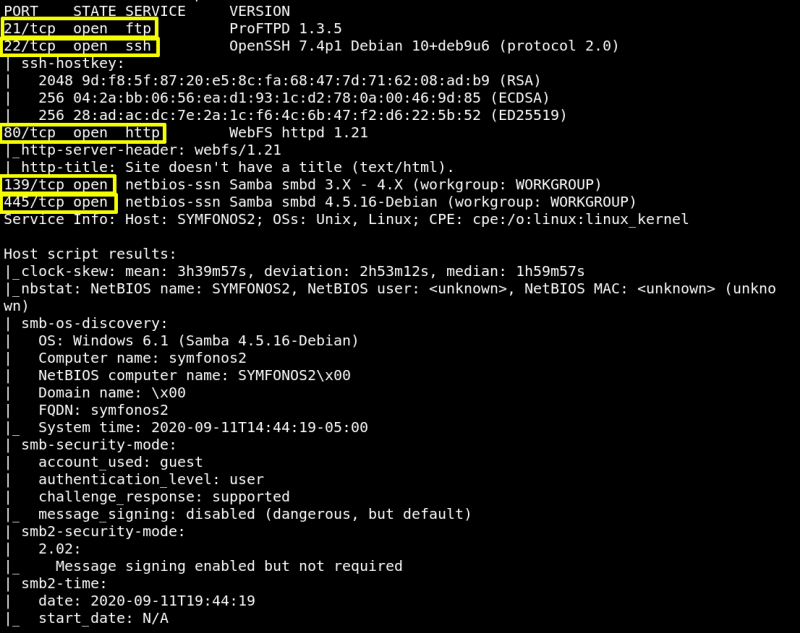 PORT    STATE SERVICE     VERSION
21/tcp  open  ftp         ProFTPD 1.3.5
22/tcp  open  ssh         OpenSSH 7.4p1 Debian 10+deb9u6 (protocol 2.0)
| ssh-hostkey:
|   2048 9d:f8:5f:87:20:e5:8c:fa:68:47:7d:71:62:08:ad:b9 (RSA)
|   256 04:2a:bb:06:56:ea:d1:93:1c:d2:78:0a:00:46:9d:85 (ECDSA)
|   256 28:ad:ac:dc:7e:2a:1c:f6:4c:6b:47:f2:d6:22:5b:52 (ED25519)
80/tcp  open  http        WebFS httpd 1.21
|_http-server-header: webfs/1.21
| http-title: Site doesn't have a title (text/html).
139/tcp open  netbios-ssn Samba smbd 3.X - 4.X (workgroup: WORKGROUP)
445/tcp open  netbios-ssn Samba smbd 4.5.16-Debian (workgroup: WORKGROUP)
Service Info: Host: SYMFONOS2; OSs: Unix, Linux; CPE: cpe:/o:linux:linux_kernel
Host script results:
|_clock-skew: mean: 3h39m57s, deviation: 2h53m12s, median: 1h59m57s
|_nbstat: NetBIOS name: SYMFONOS2, NetBIOS user: <unknown>, NetBIOS MAC: <unknown> (unkno
wn)
| smb-os-discovery:
|   OS: Windows 6.1 (Samba 4.5.16-Debian)
|   Computer name: symfonos2
|   NetBIOS computer name: SYMFONOS2\x00
|   Domain name: \x00
|   FQDN: symfonos2
|_  System time: 2020-09-11T14:44:19-05:00
| smb-security-mode:
|   account_used: guest
|   authentication_level: user
|   challenge_response: supported
|_  message_signing: disabled (dangerous, but default)
| smb2-security-mode:
|   2.02:
|_    Message signing enabled but not required
| smb2-time:
|   date: 2020-09-11T19:44:19
|_  start_date: N/A